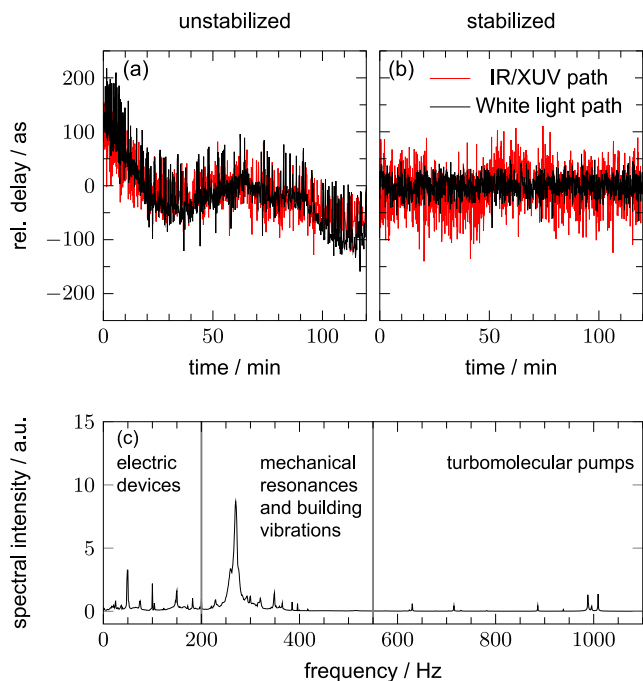 unstabilized
stabilized
rel. delay / as
200
100
0
−100
−200
(a)
(b)
IR/XUV path
White light path
0
50
100
0
50
100
time / min
time / min
spectral intensity / a.u.
15
10
5
0
(c)
electric
devices
mechanical
resonances
and building
vibrations
turbomolecular pumps
0
200
400
600
800
1000
frequency / Hz